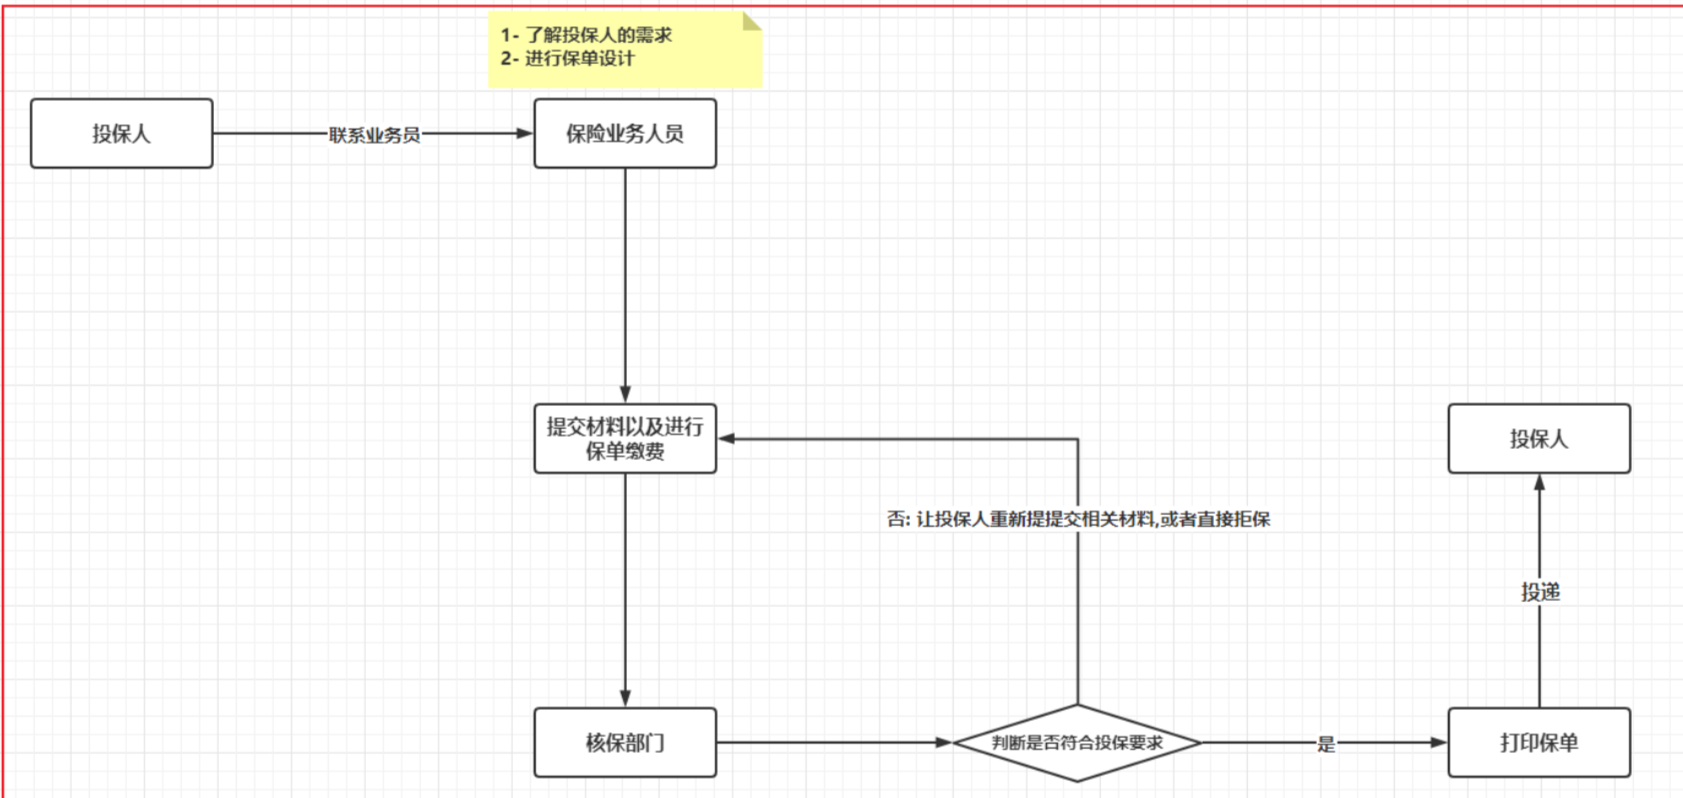 1- 了解投保人的需求
2- 进行保单设计
投保人
联系业务员
保险业务人员
提交材料以及进行
保单缴费
投保人
否: 让投保人重新提提交相关材料,或者直接拒保
投递
核保部门
判断是否符合投保要求
是
打印保单